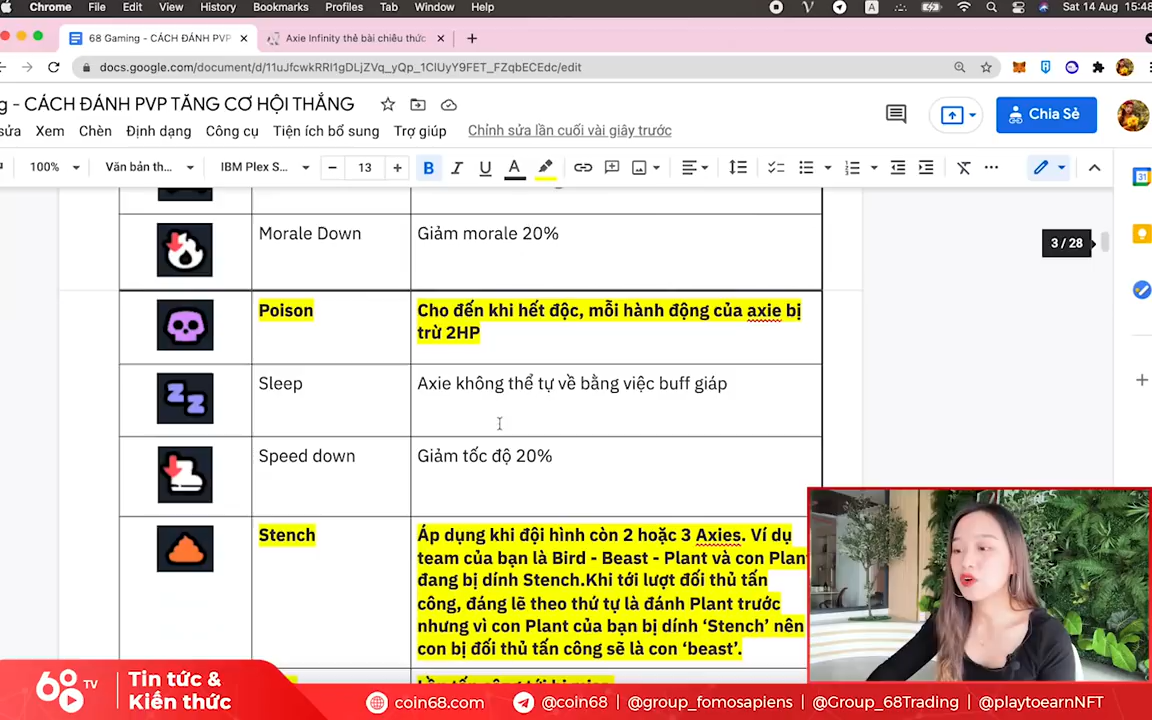 Chrome File Edit View History Bookmarks Profiles Tab Window Help
Sat 14 Aug 15:48
68 Gaming - CÁCH ĐÁNH PVP
Axie Infinity thẻ bài chiêu thức
docs.google.com/document/d/11uJfcwkRRl1gDLjZVq_yQp_1ClUyY9FET_FZqbECEdc/edit
g - CÁCH ĐÁNH PVP TĂNG CƠ HỘI THẮNG
sửa Xem Chèn Định dạng Công cụ Tiện ích bổ sung Trợ giúp Chỉnh sửa lần cuối vài giây trước
Chia Sẻ
100% Văn bản th... IBM Plex S... 13
3 / 28
Morale Down
Giảm morale 20%
Poison
Cho đến khi hết độc, mỗi hành động của axie bị
trừ 2HP
Sleep
Axie không thể tự vê bằng việc buff giáp
Speed down
Giảm tốc độ 20%
Stench
Áp dụng khi đội hình còn 2 hoặc 3 Axies. Ví dụ
team của bạn là Bird - Beast - Plant và con Plan
đang bị dính Stench.Khi tới lượt đối thủ tấn
công, đáng lẽ theo thứ tự là đánh Plant trước
nhưng vì con Plant của bạn bị dính ‘Stench’ nên
con bị đối thủ tấn công sẽ là con ‘beast’.
68 TV
Tin tức &
Kiến thức
coin68.com
@coin68 | @group_fomosapiens | @Group_68Trading | @playtoearnNFT